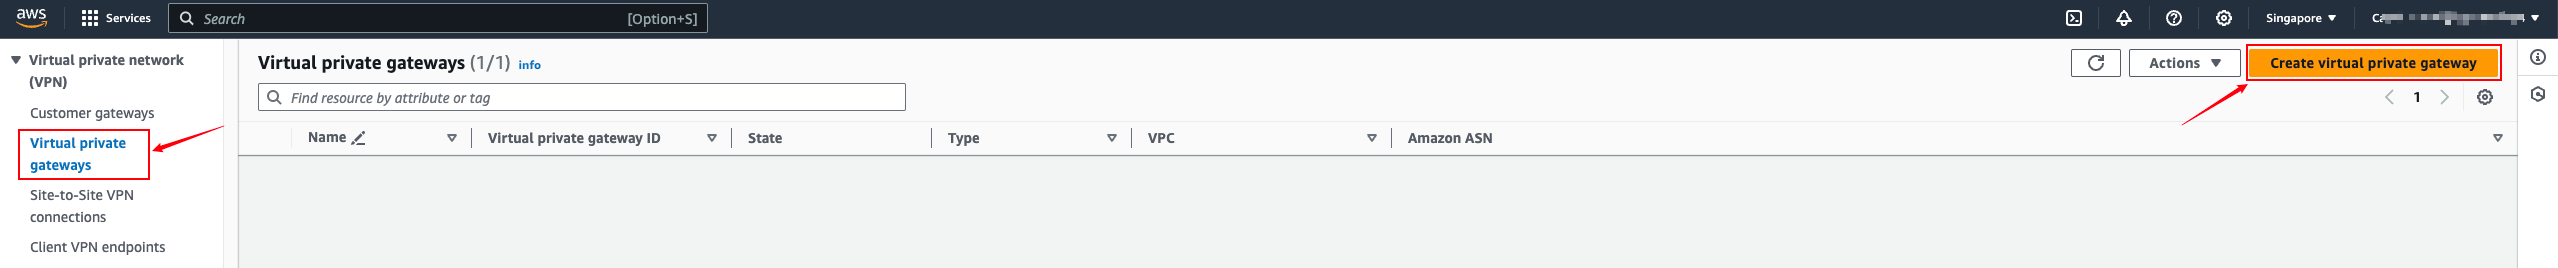 aws Services Search [Option+S] Singapore
Virtual private network
(VPN)
Customer gateways
Virtual private
gateways
Site-to-Site VPN
connections
Client VPN endpoints
Virtual private gateways (1/1) info
Actions
Create virtual private gateway
Find resource by attribute or tag
1
Name Virtual private gateway ID State Type VPC Amazon ASN